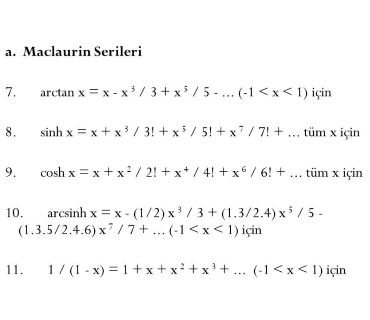 a. Maclaurin Serileri
7. arctan x = x - x³ / 3 + x⁵ / 5 - … (-1 < x < 1) için
8. sinh x = x + x³ / 3! + x⁵ / 5! + x⁷ / 7! + … tüm x için
9. cosh x = x + x² / 2! + x⁴ / 4! + x⁶ / 6! + … tüm x için
10. arcsinh x = x - (1/2) x³ / 3 + (1.3/2.4) x⁵ / 5 -
(1.3.5/2.4.6) x⁷ / 7 + … (-1 < x < 1) için
11. 1 / (1 - x) = 1 + x + x² + x³ + … (-1 < x < 1) için